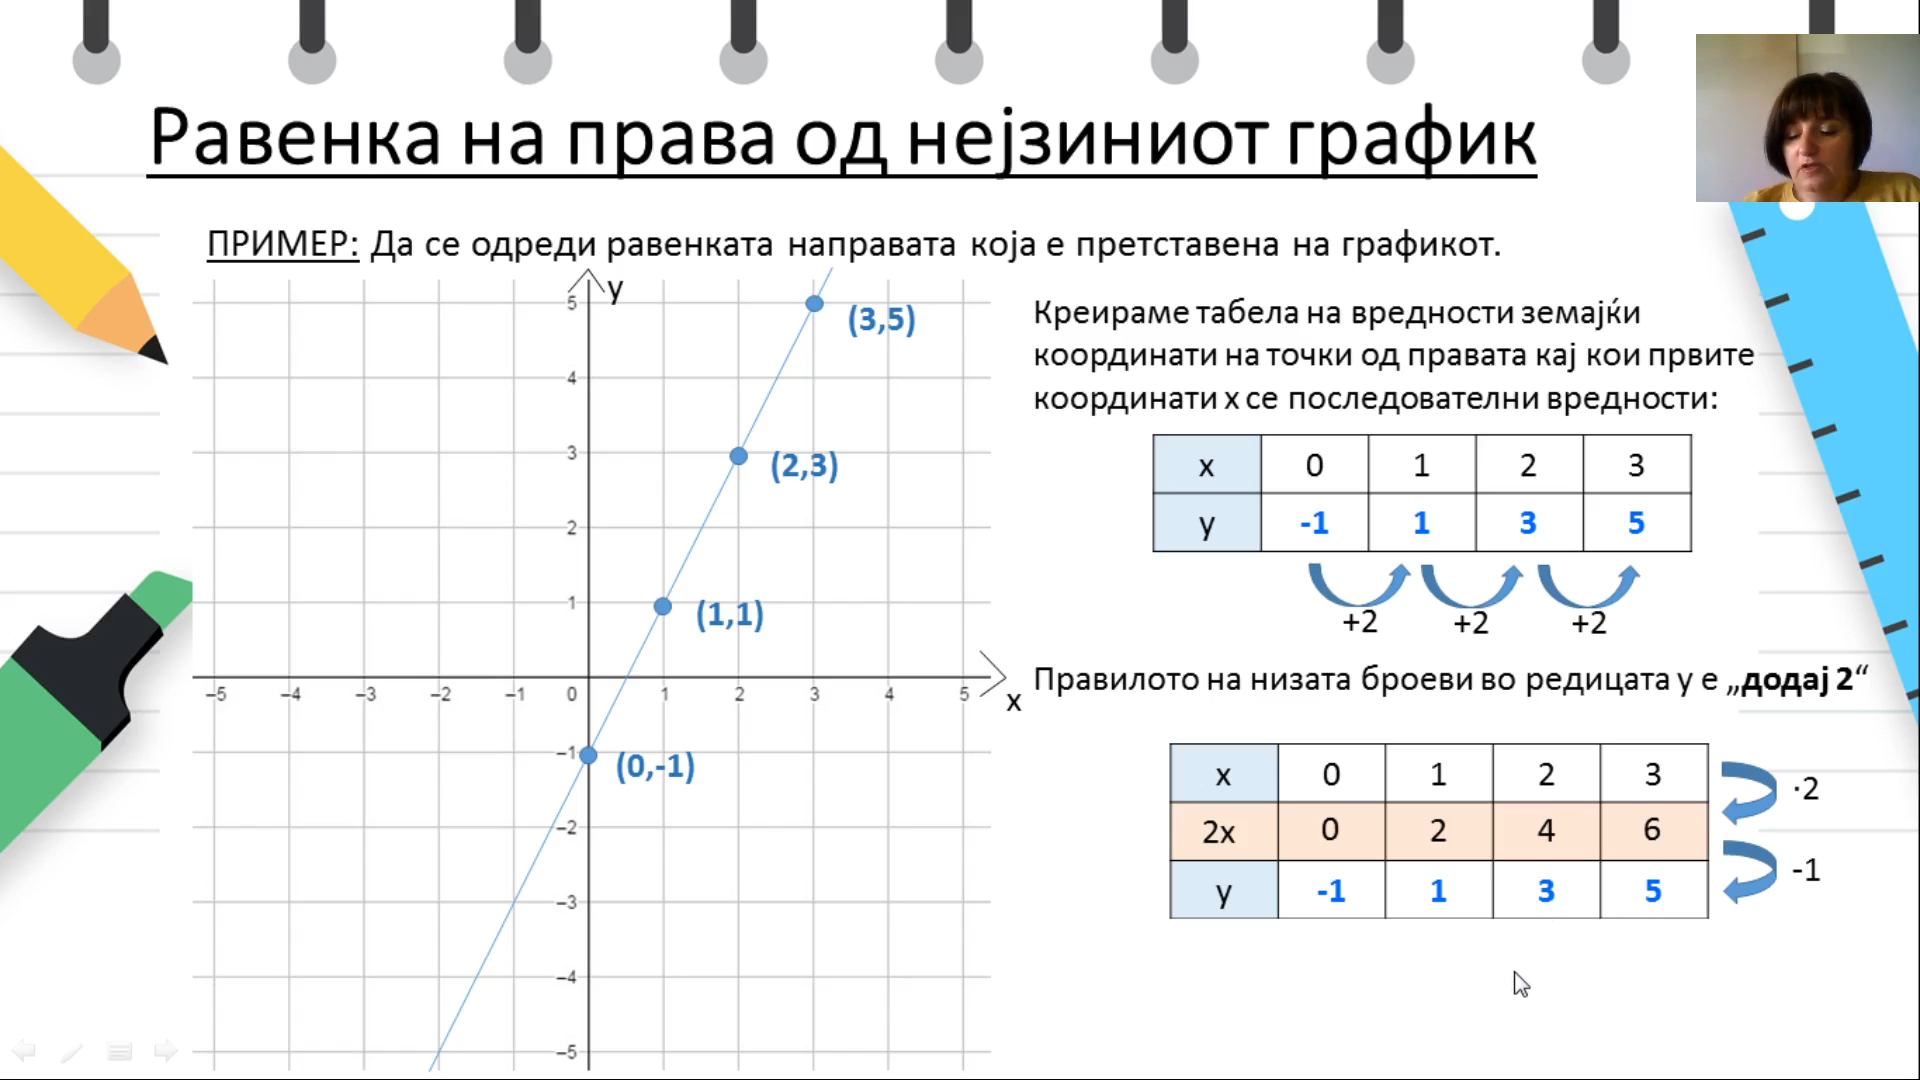 Равенка на права од нејзиниот график
ПРИМЕР: Да се одреди равенката направата која е претставена на графикот.
y
5
(3,5)
4
3
(2,3)
2
1
(1,1)
–5 –4 –3 –2 –1 0 1 2 3 4 5
x
–1
(0,-1)
–2
–3
–4
–5
Креираме табела на вредности земајќи
координати на точки од правата кај кои првите
координати х се последователни вредности:
x 0 1 2 3
y -1 1 3 5
+2 +2 +2
Правилото на низата броеви во редицата у е „додај 2“
x 0 1 2 3
·2
2x 0 2 4 6
-1
y -1 1 3 5